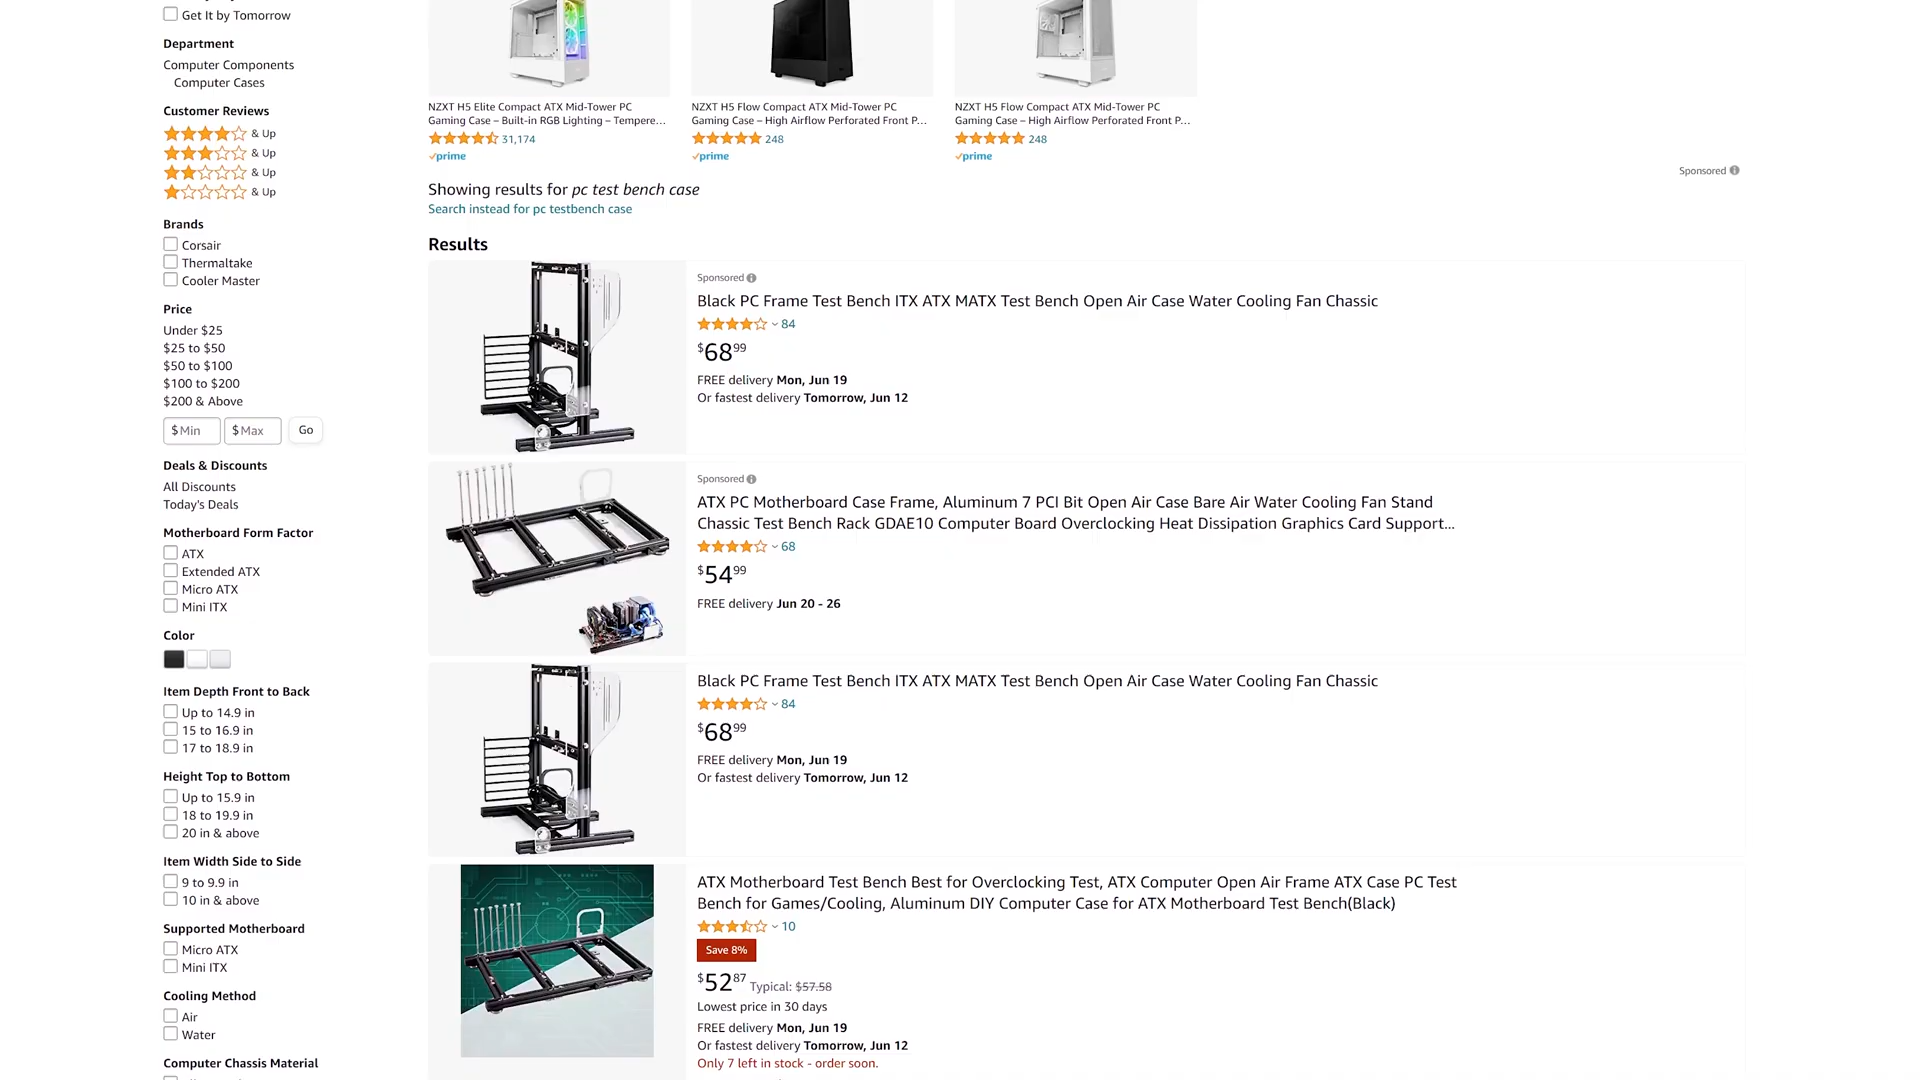 Get It by Tomorrow
Department
Computer Components
Computer Cases
Customer Reviews
& Up
& Up
& Up
& Up
Brands
Corsair
Thermaltake
Cooler Master
Price
Under $25
$25 to $50
$50 to $100
$100 to $200
$200 & Above
$ Min $ Max Go
Deals & Discounts
All Discounts
Today's Deals
Motherboard Form Factor
ATX
Extended ATX
Micro ATX
Mini ITX
Color
Item Depth Front to Back
Up to 14.9 in
15 to 16.9 in
17 to 18.9 in
Height Top to Bottom
Up to 15.9 in
18 to 19.9 in
20 in & above
Item Width Side to Side
9 to 9.9 in
10 in & above
Supported Motherboard
Micro ATX
Mini ITX
Cooling Method
Air
Water
Computer Chassis Material
NZXT H5 Elite Compact ATX Mid-Tower PC
Gaming Case – Built-in RGB Lighting – Tempere...
31,174
prime
NZXT H5 Flow Compact ATX Mid-Tower PC
Gaming Case – High Airflow Perforated Front P...
248
prime
NZXT H5 Flow Compact ATX Mid-Tower PC
Gaming Case – High Airflow Perforated Front P...
248
prime
Sponsored
Showing results for pc test bench case
Search instead for pc testbench case
Results
Sponsored
Black PC Frame Test Bench ITX ATX MATX Test Bench Open Air Case Water Cooling Fan Chassic
84
$68 99
FREE delivery Mon, Jun 19
Or fastest delivery Tomorrow, Jun 12
Sponsored
ATX PC Motherboard Case Frame, Aluminum 7 PCI Bit Open Air Case Bare Air Water Cooling Fan Stand
Chassic Test Bench Rack GDAE10 Computer Board Overclocking Heat Dissipation Graphics Card Support...
68
$54 99
FREE delivery Jun 20 - 26
Black PC Frame Test Bench ITX ATX MATX Test Bench Open Air Case Water Cooling Fan Chassic
84
$68 99
FREE delivery Mon, Jun 19
Or fastest delivery Tomorrow, Jun 12
ATX Motherboard Test Bench Best for Overclocking Test, ATX Computer Open Air Frame ATX Case PC Test
Bench for Games/Cooling, Aluminum DIY Computer Case for ATX Motherboard Test Bench(Black)
10
Save 8%
$52 87 Typical: $57.58
Lowest price in 30 days
FREE delivery Mon, Jun 19
Or fastest delivery Tomorrow, Jun 12
Only 7 left in stock - order soon.